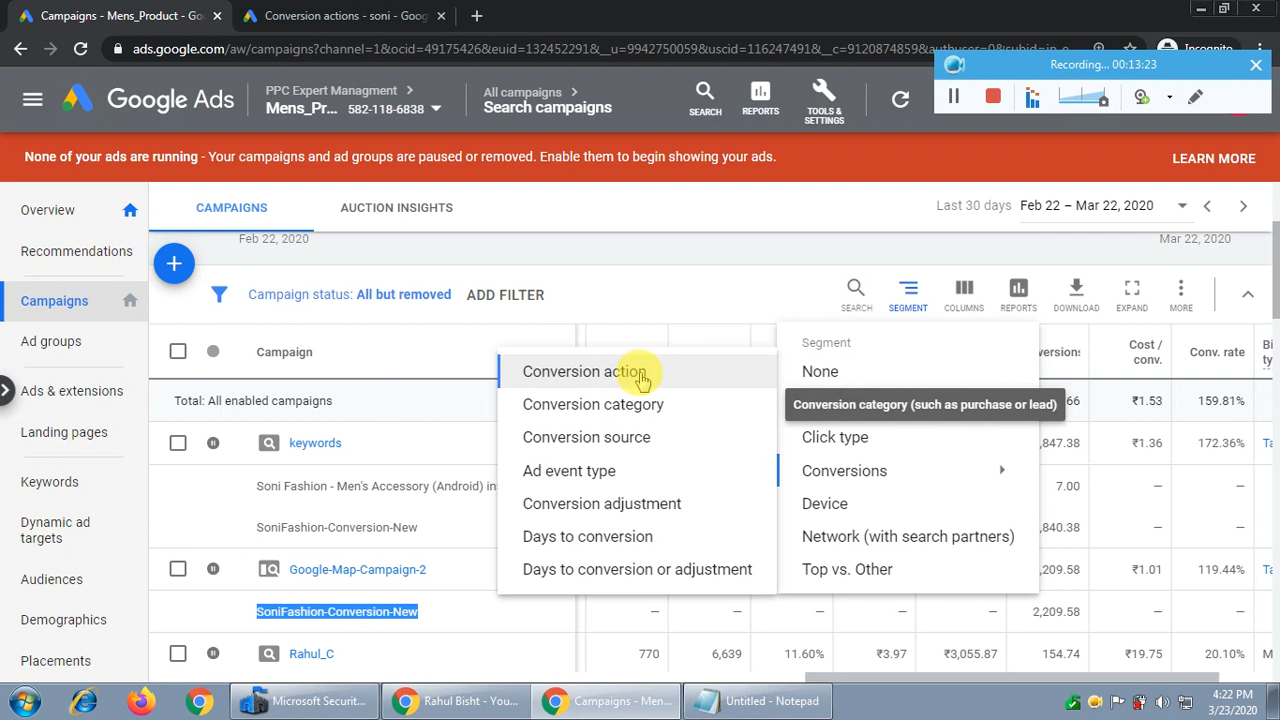 Campaigns - Mens_Product - Go
Conversion actions - soni - Google
ads.google.com/aw/campaigns?channel=1&ocid=49175426&euid=1324522918&__u=9942750059&uscid=116247491&__c=9120874859&authuser=0&subid=in_e
Incognito
Recording... 00:13:23
Google Ads
PPC Expert Managment
Mens_Pr... 582-118-6838
All campaigns
Search campaigns
SEARCH
REPORTS
TOOLS & SETTINGS
None of your ads are running - Your campaigns and ad groups are paused or removed. Enable them to begin showing your ads.
LEARN MORE
Overview
Recommendations
Campaigns
Ad groups
Ads & extensions
Landing pages
Keywords
Dynamic ad
targets
Audiences
Demographics
Placements
CAMPAIGNS
AUCTION INSIGHTS
Last 30 days
Feb 22 – Mar 22, 2020
Feb 22, 2020
Mar 22, 2020
Campaign status: All but removed
ADD FILTER
SEARCH
SEGMENT
COLUMNS
REPORTS
DOWNLOAD
EXPAND
MORE
Campaign
Cost /
conv.
Conv. rate
Total: All enabled campaigns
₹1.53
159.81%
keywords
,847.38
₹1.36
172.36%
Soni Fashion - Men's Accessory (Android) in
7.00
–
–
SoniFashion-Conversion-New
,840.38
–
–
Google-Map-Campaign-2
,209.58
₹1.01
119.44%
SoniFashion-Conversion-New
–
–
–
–
–
2,209.58
–
–
Rahul_C
770
6,639
11.60%
₹3.97
₹3,055.87
154.74
₹19.75
20.10%
Conversion action
Conversion category
Conversion source
Ad event type
Conversion adjustment
Days to conversion
Days to conversion or adjustment
Segment
None
Conversion category (such as purchase or lead)
Click type
Conversions
Device
Network (with search partners)
Top vs. Other
Microsoft Securit...
Rahul Bisht - You...
Campaigns - Men...
Untitled - Notepad
4:22 PM
3/23/2020